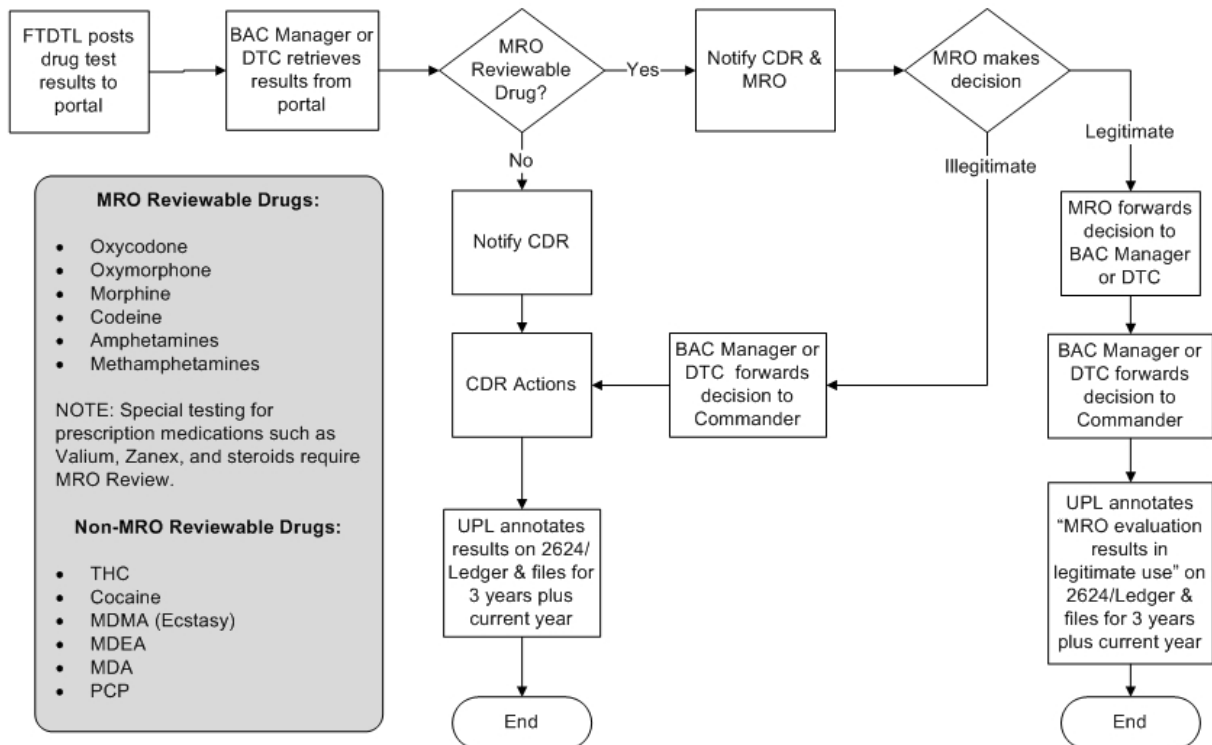 FTDTL posts
drug test
results to
portal
BAC Manager or
DTC retrieves
results from
portal
MRO
Reviewable
Drug?
Yes
Notify CDR &
MRO
MRO makes
decision
Legitimate
No
Illegitimate
MRO Reviewable Drugs:
• Oxycodone
• Oxymorphone
• Morphine
• Codeine
• Amphetamines
• Methamphetamines
NOTE: Special testing for
prescription medications such as
Valium, Zanex, and steroids require
MRO Review.
Non-MRO Reviewable Drugs:
• THC
• Cocaine
• MDMA (Ecstasy)
• MDEA
• MDA
• PCP
Notify CDR
CDR Actions
BAC Manager or
DTC forwards
decision to
Commander
UPL annotates
results on 2624/
Ledger & files for
3 years plus
current year
End
MRO forwards
decision to
BAC Manager
or DTC
BAC Manager or
DTC forwards
decision to
Commander
UPL annotates
“MRO evaluation
results in
legitimate use” on
2624/Ledger &
files for 3 years
plus current year
End